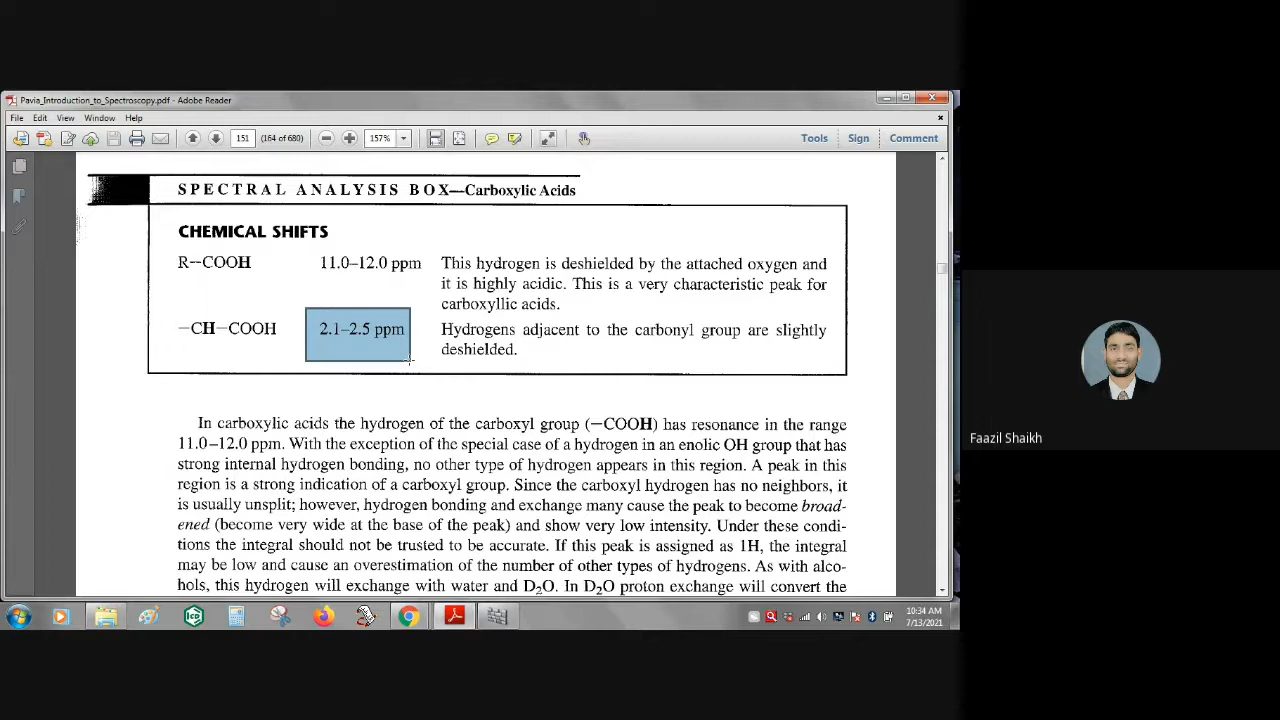 Pavia_Introduction_to_Spectroscopy.pdf - Adobe Reader
File Edit View Window Help
151 (164 of 680) 157% Tools Sign Comment
SPECTRAL ANALYSIS BOX—Carboxylic Acids
CHEMICAL SHIFTS
R--COOH 11.0–12.0 ppm This hydrogen is deshielded by the attached oxygen and
it is highly acidic. This is a very characteristic peak for
carboxyllic acids.
—CH—COOH 2.1–2.5 ppm Hydrogens adjacent to the carbonyl group are slightly
deshielded.
In carboxylic acids the hydrogen of the carboxyl group (—COOH) has resonance in the range
11.0–12.0 ppm. With the exception of the special case of a hydrogen in an enolic OH group that has
strong internal hydrogen bonding, no other type of hydrogen appears in this region. A peak in this
region is a strong indication of a carboxyl group. Since the carboxyl hydrogen has no neighbors, it
is usually unsplit; however, hydrogen bonding and exchange many cause the peak to become broad-
ened (become very wide at the base of the peak) and show very low intensity. Under these condi-
tions the integral should not be trusted to be accurate. If this peak is assigned as 1H, the integral
may be low and cause an overestimation of the number of other types of hydrogens. As with alco-
hols, this hydrogen will exchange with water and D₂O. In D₂O proton exchange will convert the
ICP
10:34 AM
7/13/2021
Faazil Shaikh